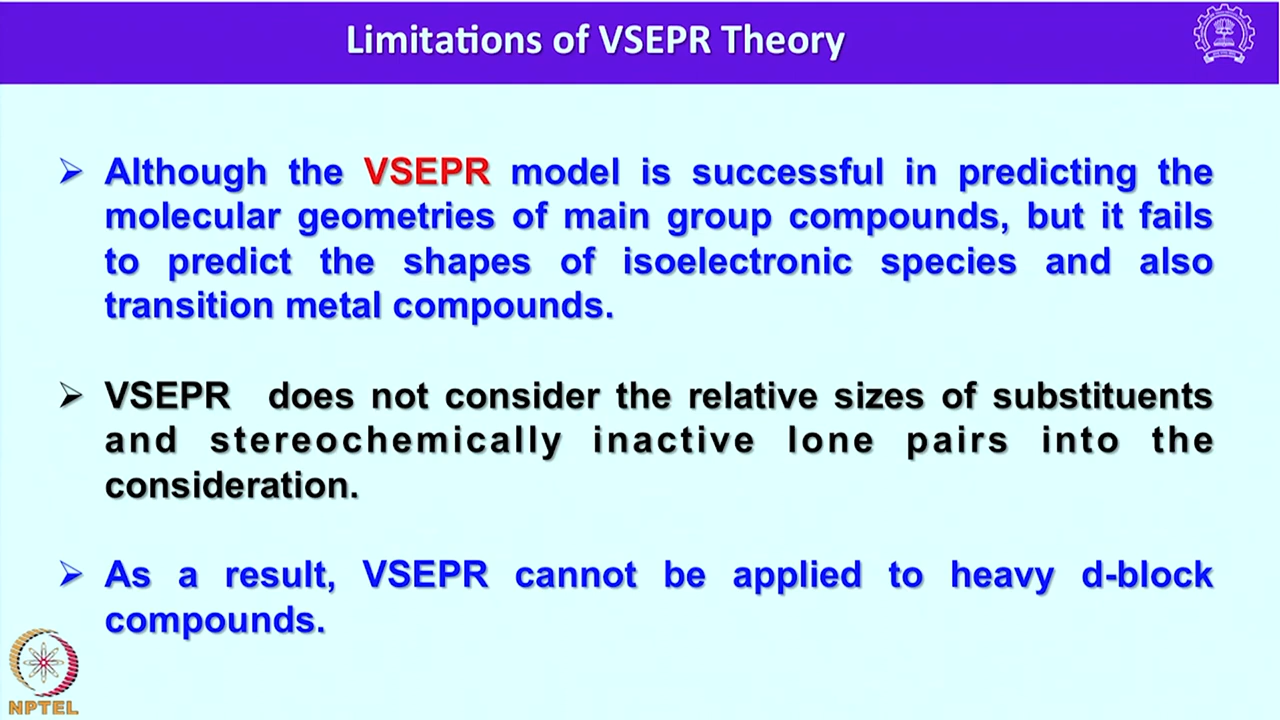 Limitations of VSEPR Theory
➢ Although the VSEPR model is successful in predicting the
molecular geometries of main group compounds, but it fails
to predict the shapes of isoelectronic species and also
transition metal compounds.
➢ VSEPR does not consider the relative sizes of substituents
and stereochemically inactive lone pairs into the
consideration.
➢ As a result, VSEPR cannot be applied to heavy d-block
compounds.
NPTEL